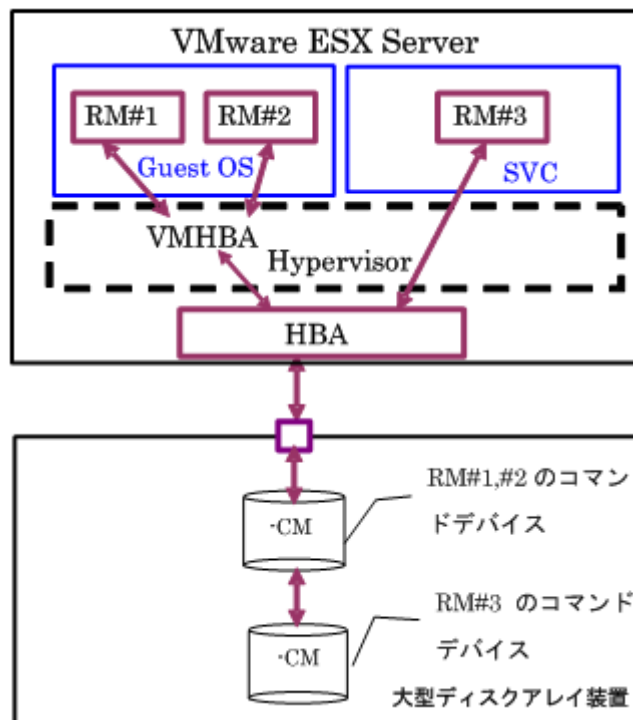 VMware ESX Server
RM#1
RM#2
RM#3
Guest OS
SVC
VMHBA
Hypervisor
HBA
RM#1,#2 のコマン
ドデバイス
-CM
RM#3 のコマンド
デバイス
-CM
大型ディスクアレイ装置